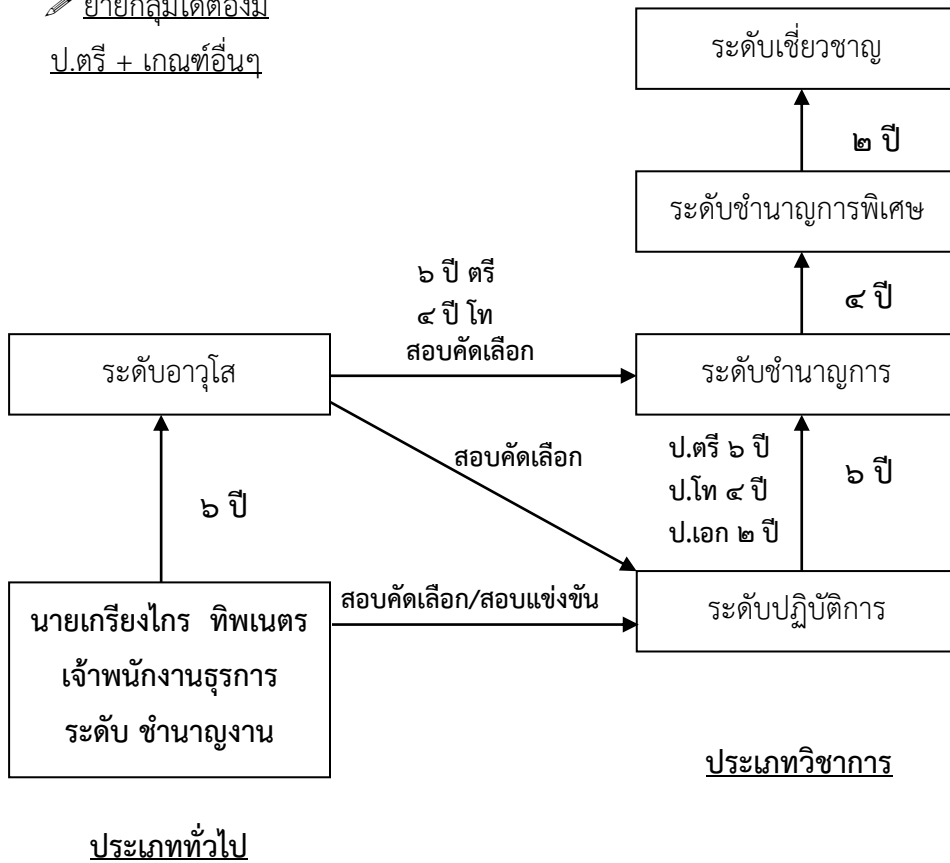 ย้ายกลุ่มได้ต้องมี
ป.ตรี + เกณฑ์อื่นๆ
ระดับเชี่ยวชาญ
๒ ปี
ระดับชำนาญการพิเศษ
๔ ปี
๖ ปี ตรี
๔ ปี โท
สอบคัดเลือก
ระดับอาวุโส
ระดับชำนาญการ
สอบคัดเลือก
ป.ตรี ๖ ปี
ป.โท ๔ ปี
ป.เอก ๒ ปี
๖ ปี
๖ ปี
สอบคัดเลือก/สอบแข่งขัน
ระดับปฏิบัติการ
นายเกรียงไกร ทิพเนตร
เจ้าพนักงานธุรการ
ระดับ ชำนาญงาน
ประเภทวิชาการ
ประเภททั่วไป